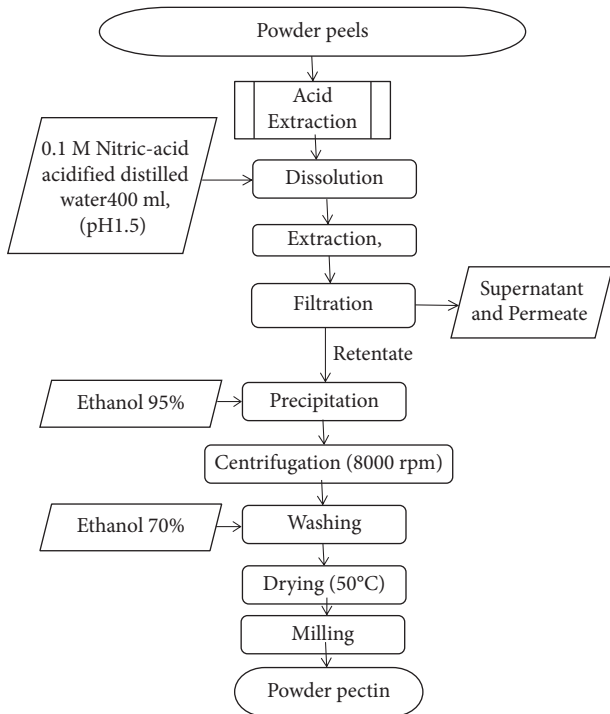 Powder peels
Acid
Extraction
0.1 M Nitric-acid
acidified distilled
water400 ml,
(pH1.5)
Dissolution
Extraction,
Filtration
Supernatant
and Permeate
Retentate
Ethanol 95%
Precipitation
Centrifugation (8000 rpm)
Ethanol 70%
Washing
Drying (50°C)
Milling
Powder pectin